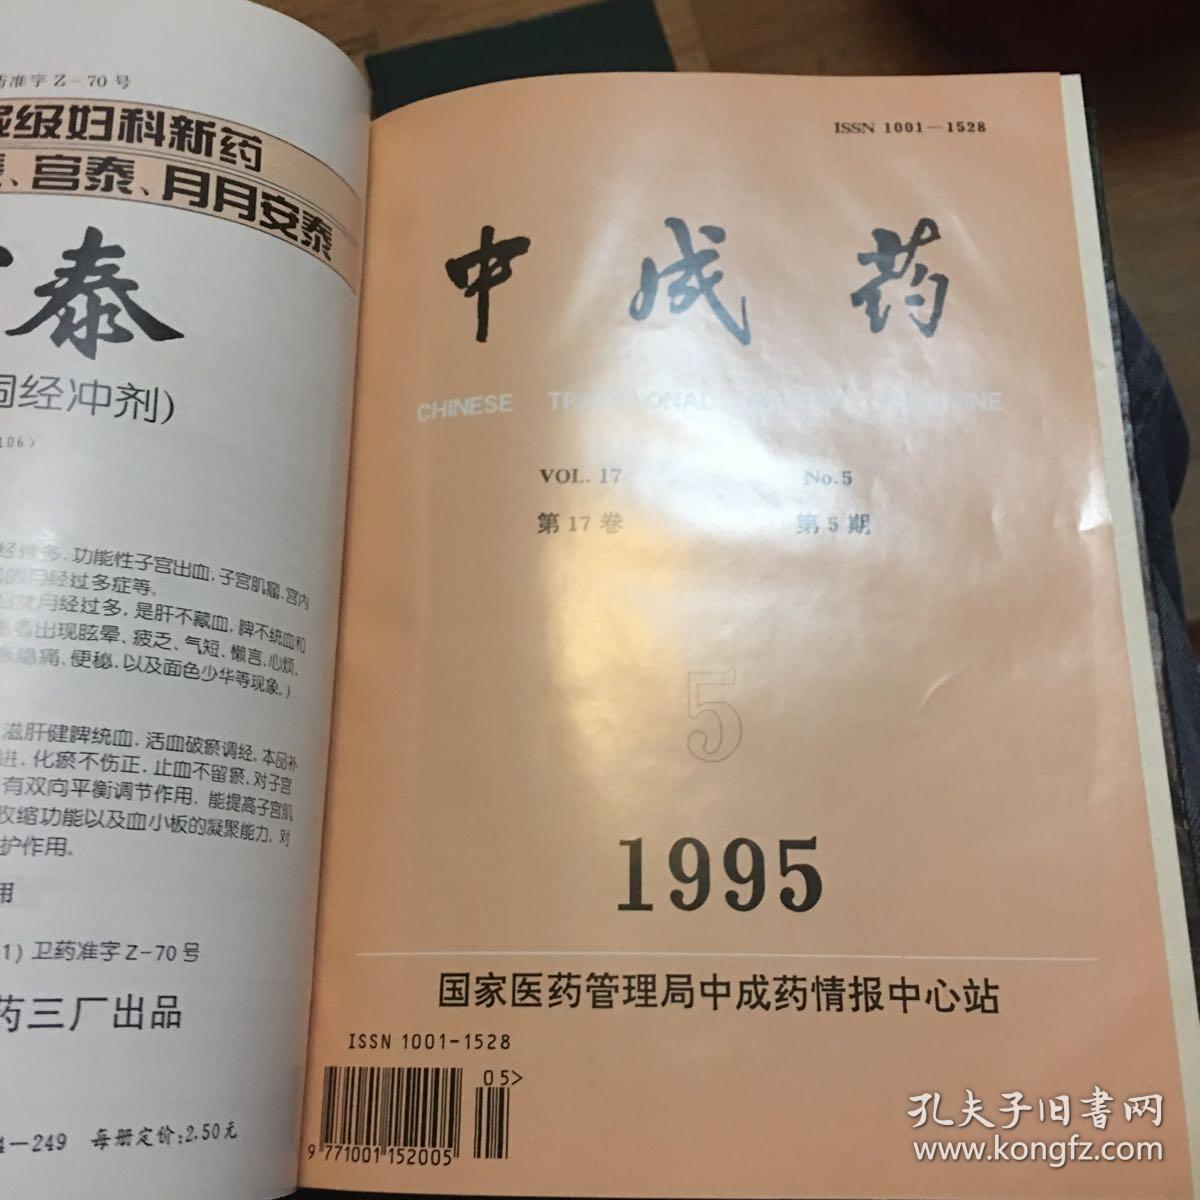 药准字Z-70号
级妇科新药
、宫泰、月月安泰
泰
经冲剂)
106)
经过多,功能性子宫出血,子宫肌瘤,宫内
的月经过多症等。
女月经过多,是肝不藏血,脾不统血和
者出现眩晕、疲乏、气短、懒言,心烦,
隐痛,便秘,以及面色少华等现象。)
滋肝健脾统血,活血破瘀调经,本品补
进,化瘀不伤正,止血不留瘀,对子宫
有双向平衡调节作用,能提高子宫肌
收缩功能以及血小板的凝聚能力,对
护作用。
用
1)卫药准字Z-70号
药三厂出品
4-249 每册定价:2.50元
ISSN 1001-1528
中成药
CHINESE
VOL. 17 No.5
第17卷 第5期
5
1995
国家医药管理局中成药情报中心站
ISSN 1001-1528
05>
9 771001 152005
孔夫子旧书网
www.kongfz.com